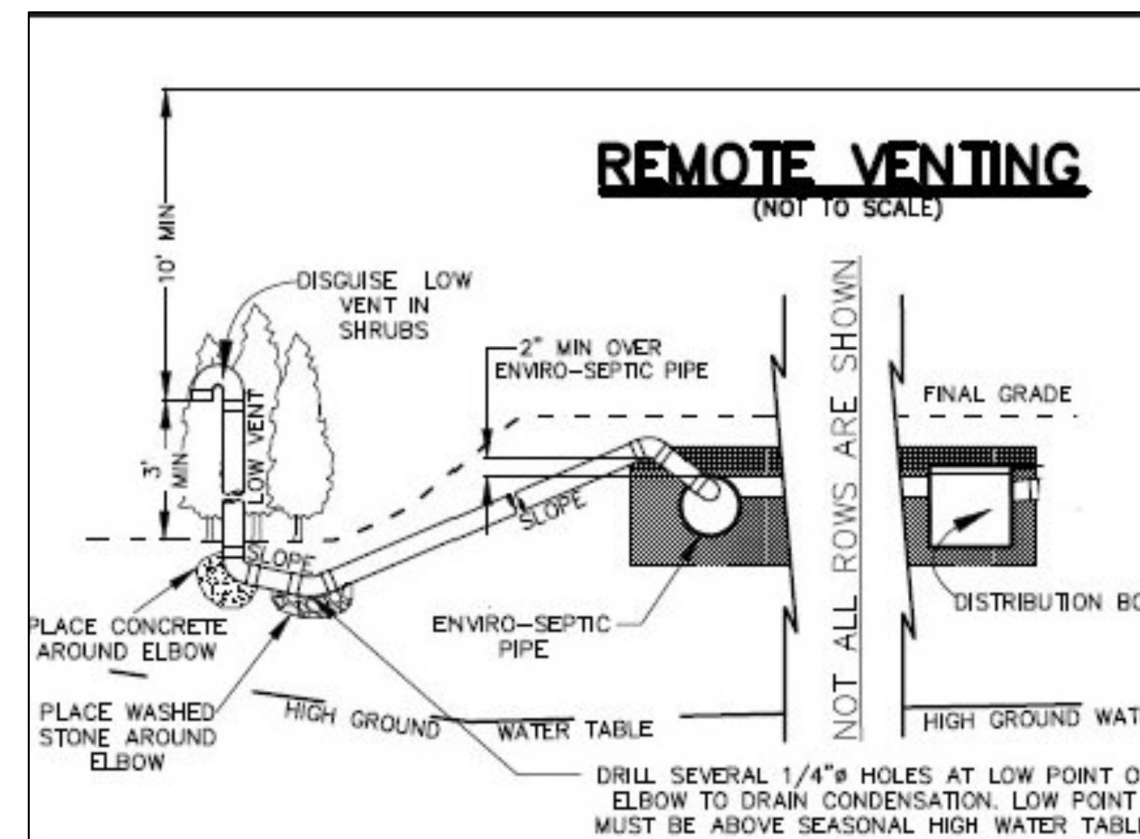 REMOTE VENTING
(NOT TO SCALE)
10' MIN
DISGUISE LOW
VENT IN
SHRUBS
2" MIN OVER
ENVIRO-SEPTIC PIPE
NOT ALL ROWS ARE SHOWN
FINAL GRADE
3'
MIN
LOW VENT
SLOPE
SLOPE
PLACE CONCRETE
AROUND ELBOW
ENVIRO-SEPTIC
PIPE
DISTRIBUTION
PLACE WASHED
STONE AROUND
ELBOW
HIGH GROUND WATER TABLE
HIGH GROUND
DRILL SEVERAL 1/4"ø HOLES AT LOW POINT
ELBOW TO DRAIN CONDENSATION. LOW POINT
MUST BE ABOVE SEASONAL HIGH WATER TABLE